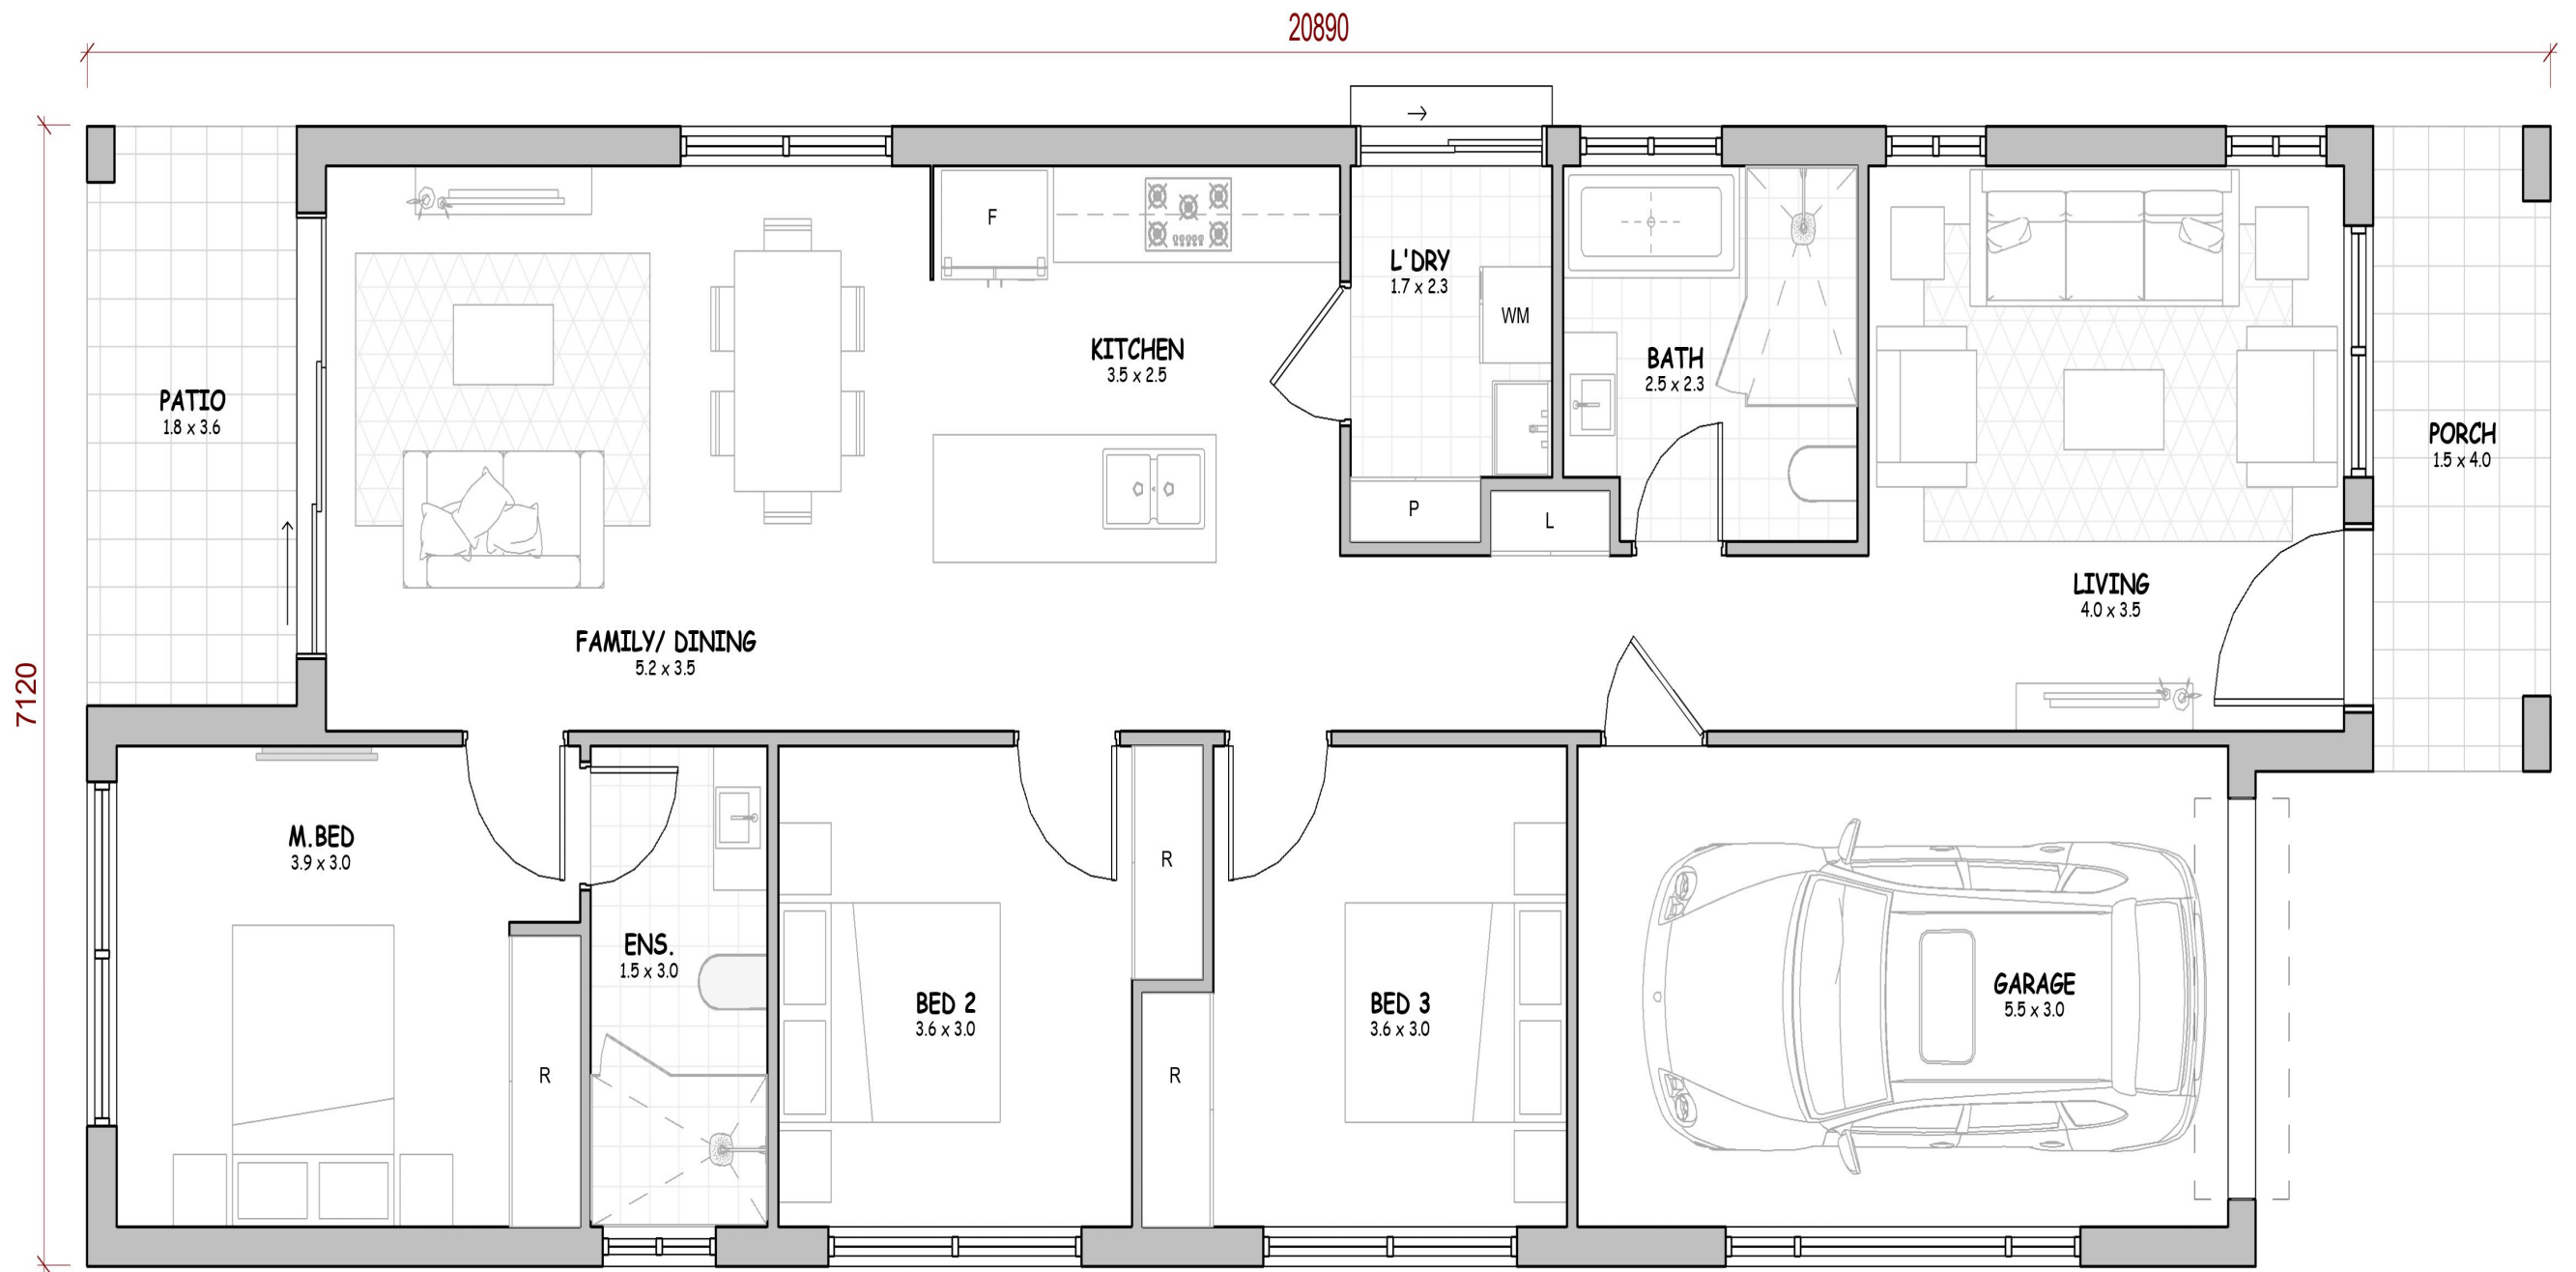 20890
7120
PATIO
1.8 x 3.6
FAMILY/ DINING
5.2 x 3.5
F
KITCHEN
3.5 x 2.5
L'DRY
1.7 x 2.3
WM
P
L
BATH
2.5 x 2.3
LIVING
4.0 x 3.5
PORCH
1.5 x 4.0
M.BED
3.9 x 3.0
R
ENS.
1.5 x 3.0
BED 2
3.6 x 3.0
R
R
BED 3
3.6 x 3.0
GARAGE
5.5 x 3.0